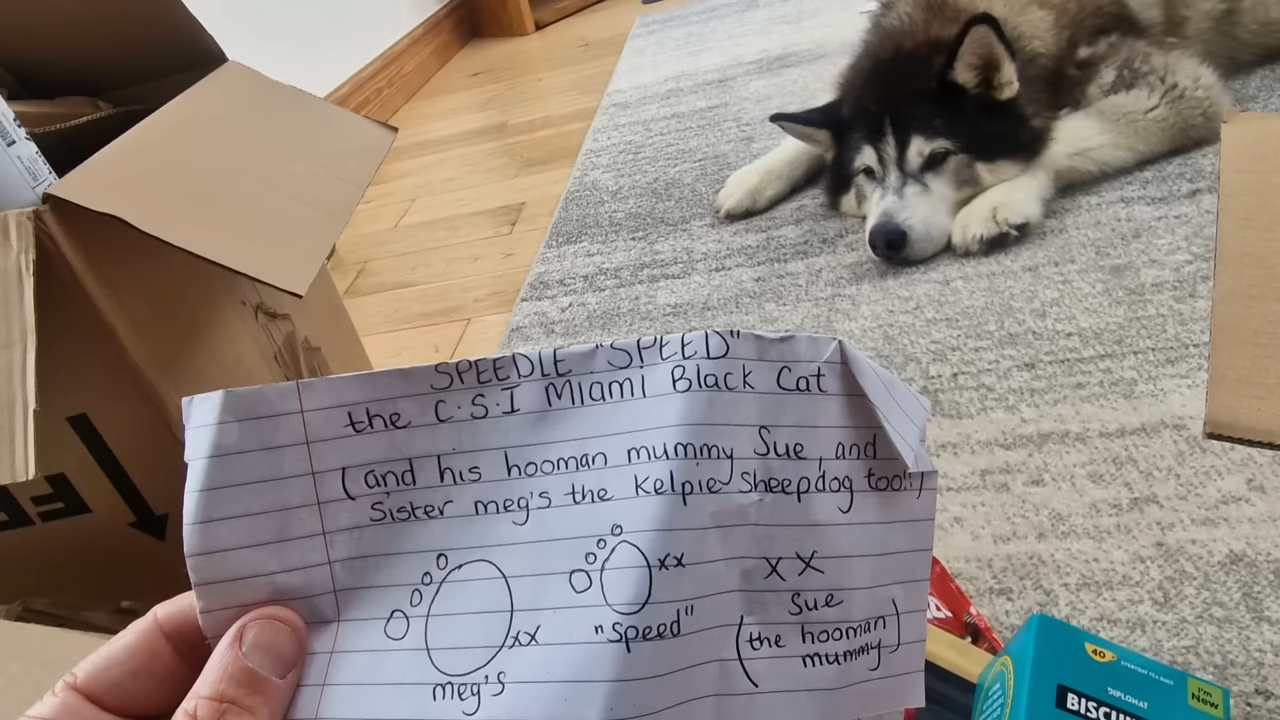 SPEEDLE "SPEED"
the C.S.I Miami Black Cat
(and his hooman mummy Sue, and
Sister meg's the Kelpie Sheepdog too!!)
xx
xx
xx
meg's
"speed"
Sue
(the hooman
mummy)
40
EVERYDAY TEA BAGS
I'm
New
DIPLOMAT